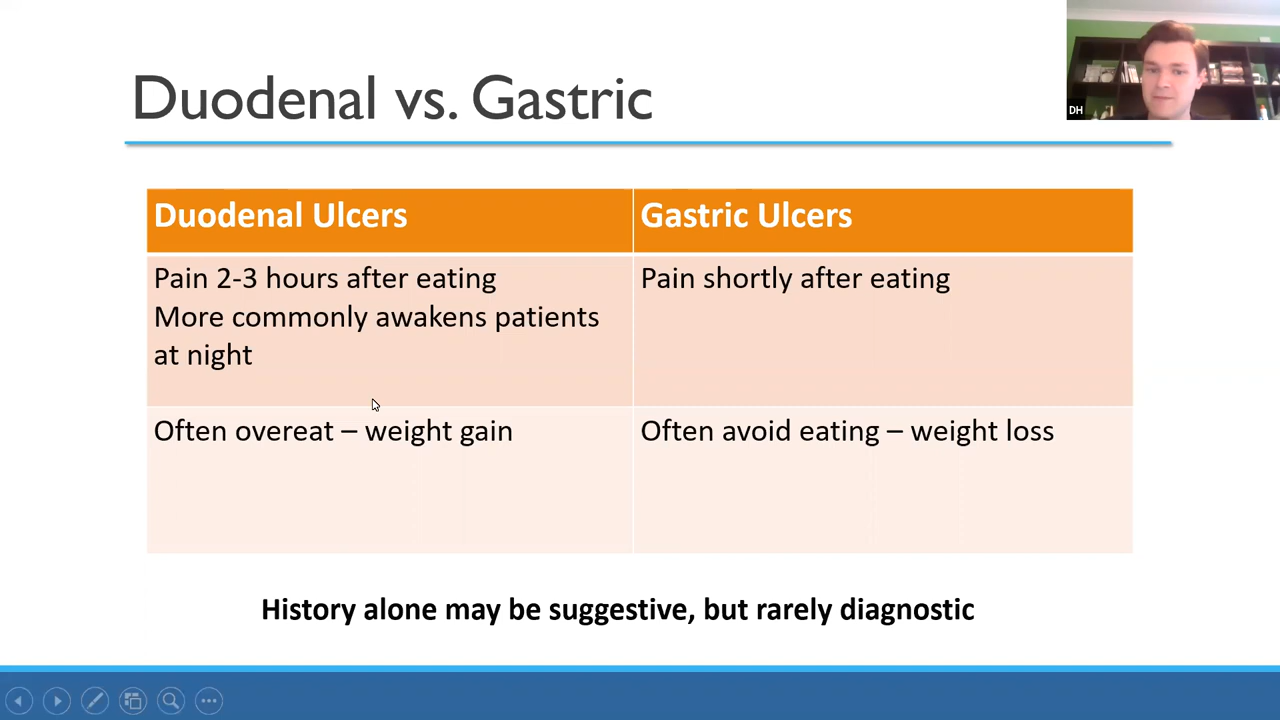 Duodenal vs. Gastric
DH
Duodenal Ulcers
Gastric Ulcers
Pain 2-3 hours after eating
More commonly awakens patients
at night
Pain shortly after eating
Often overeat – weight gain
Often avoid eating – weight loss
History alone may be suggestive, but rarely diagnostic